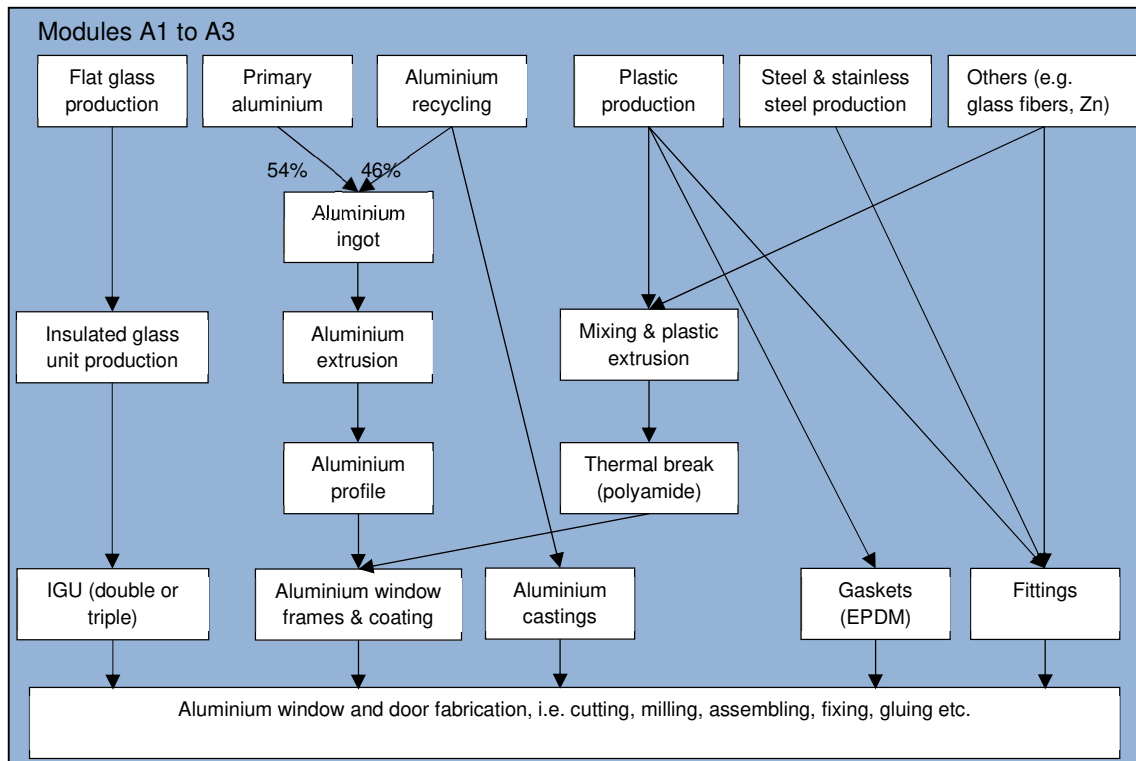 Modules A1 to A3
Flat glass
production
Primary
aluminium
Aluminium
recycling
Plastic
production
Steel & stainless
steel production
Others (e.g.
glass fibers, Zn)
54%
46%
Aluminium
ingot
Insulated glass
unit production
Aluminium
extrusion
Mixing & plastic
extrusion
Aluminium
profile
Thermal break
(polyamide)
IGU (double or
triple)
Aluminium window
frames & coating
Aluminium
castings
Gaskets
(EPDM)
Fittings
Aluminium window and door fabrication, i.e. cutting, milling, assembling, fixing, gluing etc.